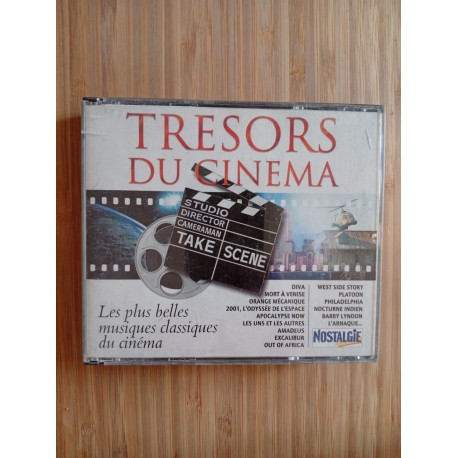 TRESORS
DU CINEMA
STUDIO
DIRECTOR
CAMERAMAN
TAKE SCENE
Les plus belles
musiques classiques
du cinéma
DIVA
MORT À VENISE
ORANGE MÉCANIQUE
2001, L'ODYSSÉE DE L'ESPACE
APOCALYPSE NOW
LES UNS ET LES AUTRES
AMADEUS
EXCALIBUR
OUT OF AFRICA
WEST SIDE STORY
PLATOON
PHILADELPHIA
NOCTURNE INDIEN
BARRY LYNDON
L'ARNAQUE...
NOSTALGIE